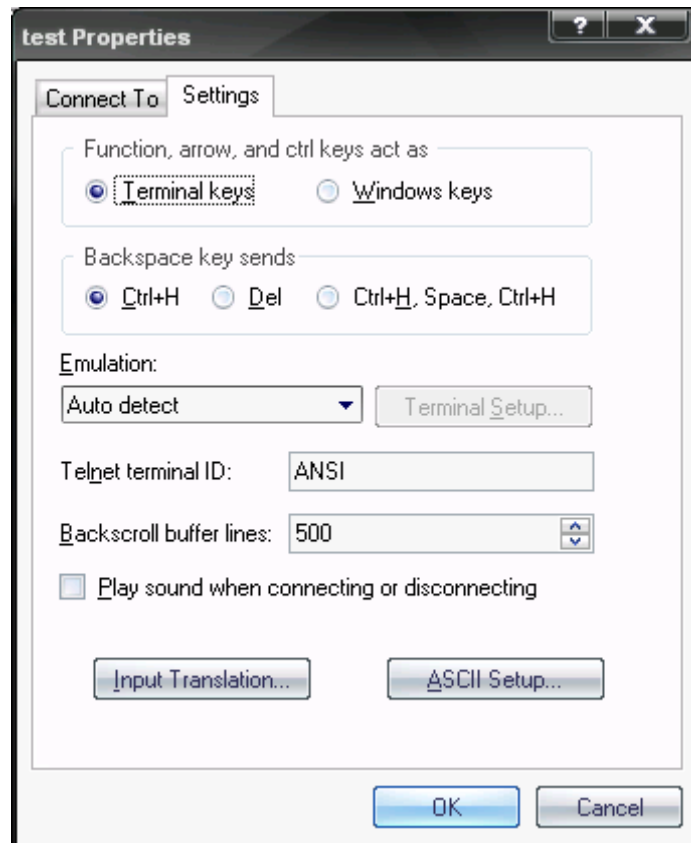 test Properties
? X
Connect To Settings
Function, arrow, and ctrl keys act as
Terminal keys Windows keys
Backspace key sends
Ctrl+H Del Ctrl+H, Space, Ctrl+H
Emulation:
Auto detect Terminal Setup...
Telnet terminal ID: ANSI
Backscroll buffer lines: 500
Play sound when connecting or disconnecting
Input Translation... ASCII Setup...
OK Cancel